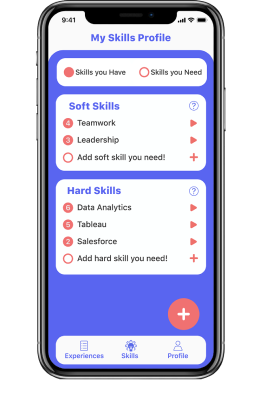 9:41
My Skills Profile
Skills you Have Skills you Need
Soft Skills ?
4 Teamwork
3 Leadership
Add soft skill you need! +
Hard Skills ?
6 Data Analytics
5 Tableau
2 Salesforce
Add hard skill you need! +
+
Experiences Skills Profile